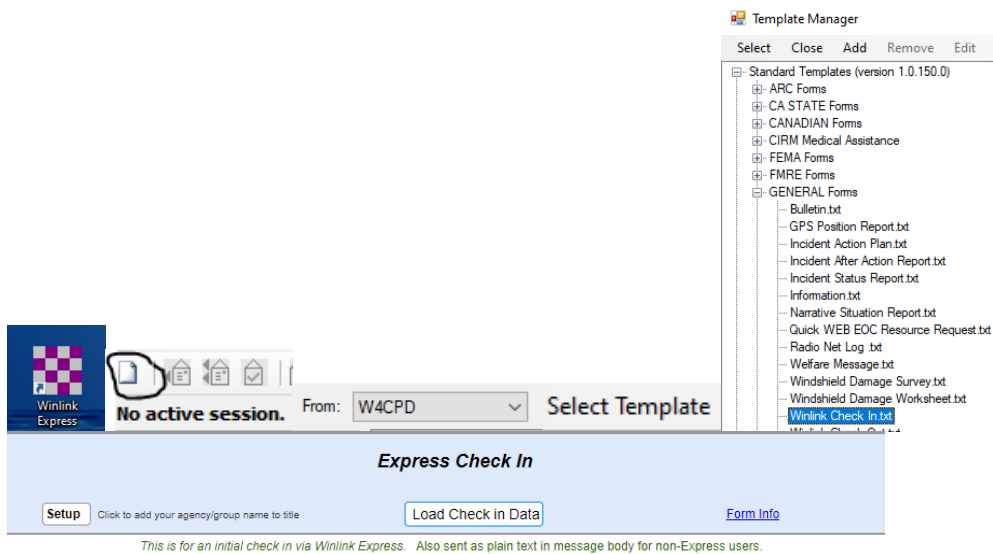 Template Manager
Select Close Add Remove Edit
Standard Templates (version 1.0.150.0)
ARC Forms
CA STATE Forms
CANADIAN Forms
CIRM Medical Assistance
FEMA Forms
FMRE Forms
GENERAL Forms
Bulletin.txt
GPS Position Report.txt
Incident Action Plan.txt
Incident After Action Report.txt
Incident Status Report.txt
Information.txt
Narrative Situation Report.txt
Quick WEB EOC Resource Request.txt
Radio Net Log .txt
Welfare Message.txt
Windshield Damage Survey.txt
Windshield Damage Worksheet.txt
Winlink Check In.txt
Winlink
Express
No active session.
From: W4CPD
Select Template
Express Check In
Setup Click to add your agency/group name to title
Load Check in Data
Form Info
This is for an initial check in via Winlink Express. Also sent as plain text in message body for non-Express users.